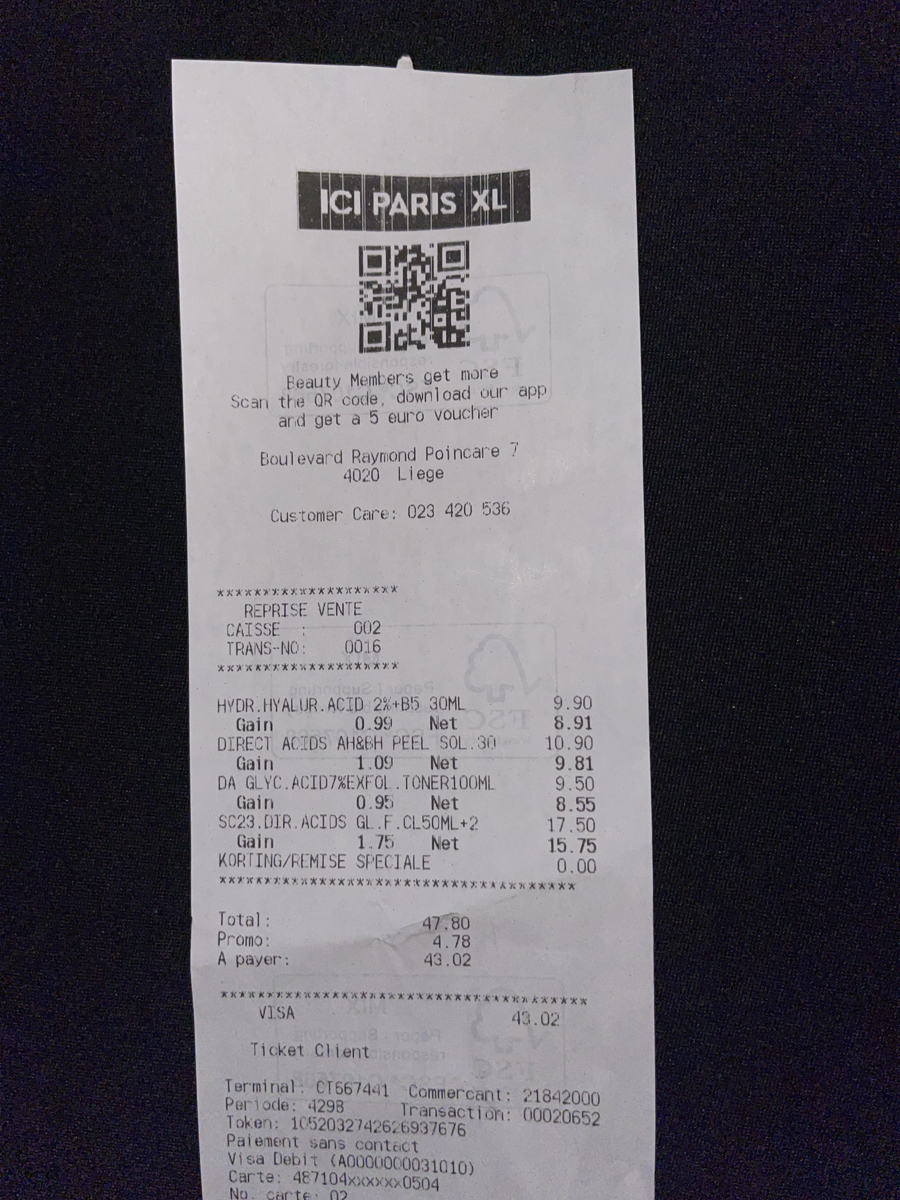 ICI PARIS XL
Beauty Members get more
Scan the QR code, download our app
and get a 5 euro voucher
Boulevard Raymond Poincare 7
4020 Liege
Customer Care: 023 420 536
********************
REPRISE VENTE
CAISSE : 002
TRANS-NO: 0016
********************
HYDR.HYALUR.ACID 2%+B5 30ML 9.90
Gain 0.99 Net 8.91
DIRECT ACIDS AH&BH PEEL SOL.30 10.90
Gain 1.09 Net 9.81
DA GLYC.ACID7%EXFOL.TONER100ML 9.50
Gain 0.95 Net 8.55
SC23.DIR.ACIDS GL.F.CL50ML+2 17.50
Gain 1.75 Net 15.75
KORTING/REMISE SPECIALE 0.00
****************************************
Total: 47.80
Promo: 4.78
A payer: 43.02
****************************************
VISA 43.02
Ticket Client
Terminal: CT567441 Commercant: 21842000
Periode: 4298 Transaction: 00020652
Token: 1052032742626937676
Paiement sans contact
Visa Debit (A0000000031010)
Carte: 487104xxxxxx0504
No. carte: 02